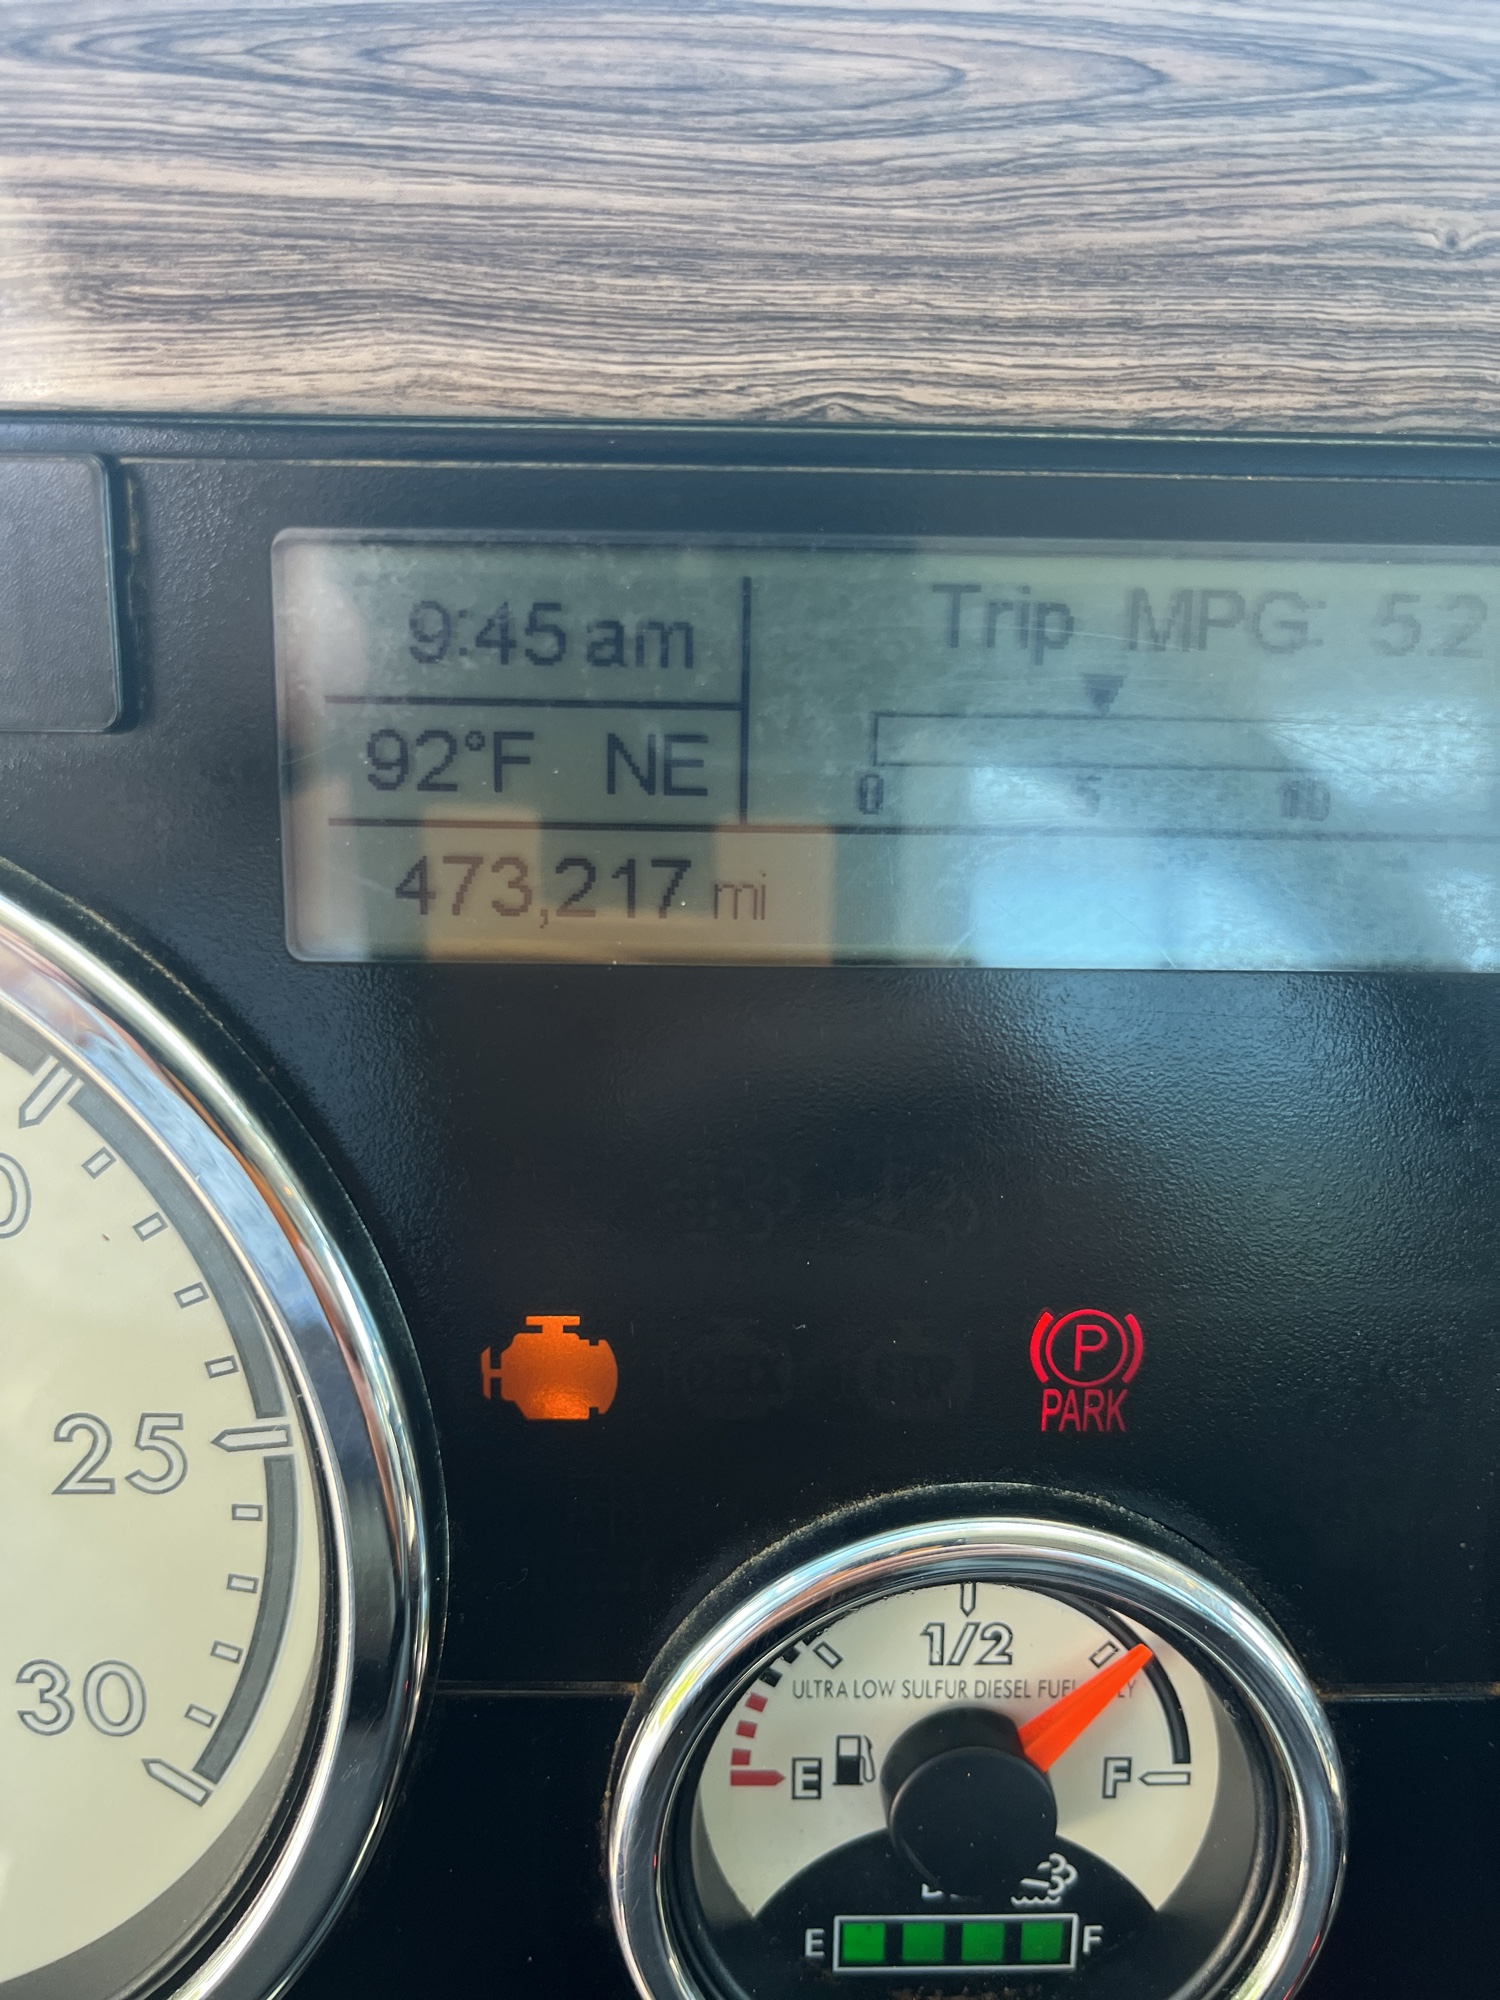 9:45 am
Trip MPG: 5.2
92°F NE
0 5 10
473,217 mi
25
PARK
30
1/2
ULTRA LOW SULFUR DIESEL FUEL
E F
E F